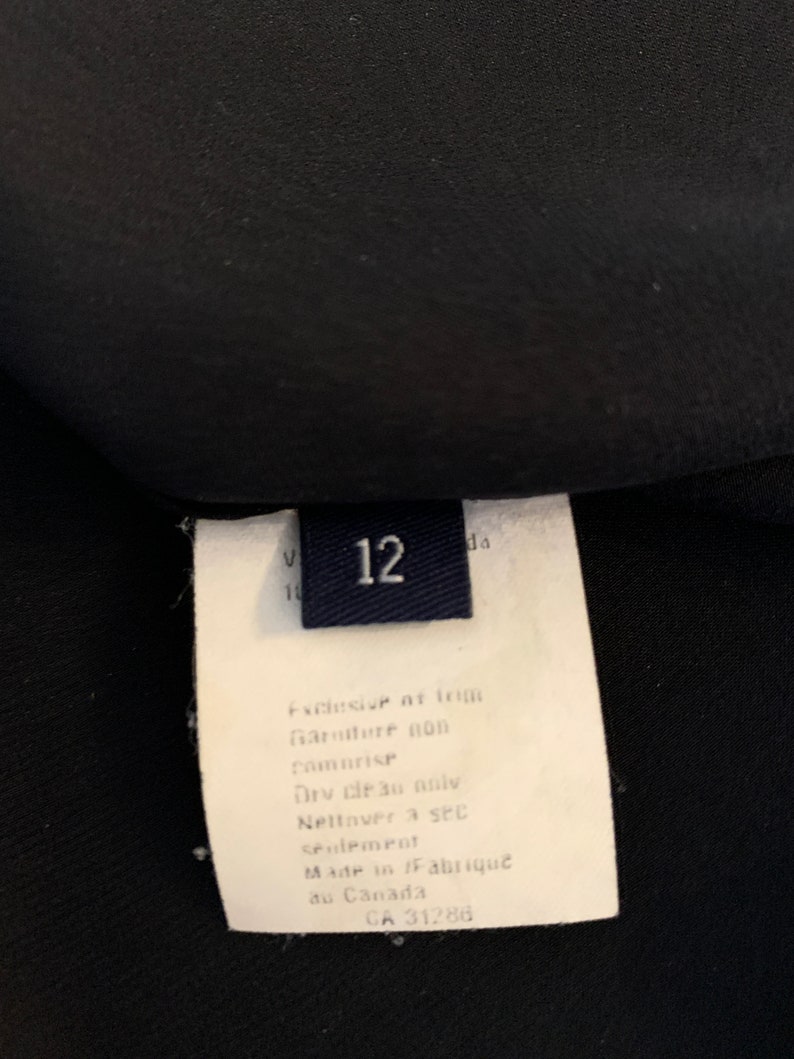 12
Exclusive of trim
Garniture non
comprise
Dry clean only
Nettoyer a sec
seulement
Made in /Fabrique
au Canada
CA 31286